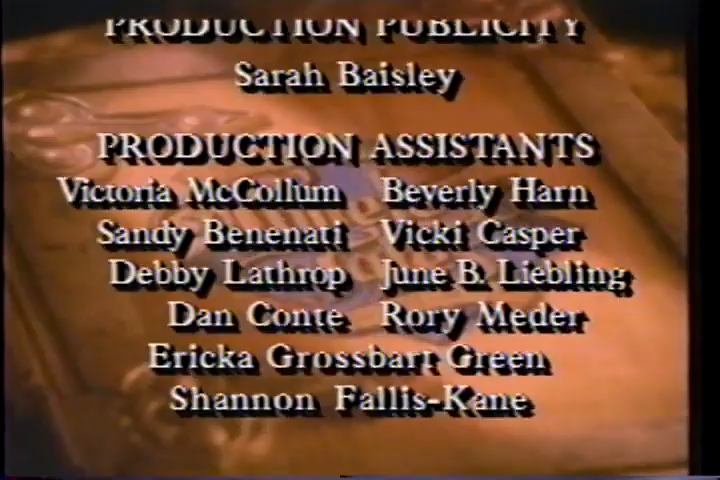 PRODUCTION PUBLICITY
Sarah Baisley
PRODUCTION ASSISTANTS
Victoria McCollum Beverly Harn
Sandy Benenati Vicki Casper
Debby Lathrop June B. Liebling
Dan Conte Rory Meder
Ericka Grossbart Green
Shannon Fallis-Kane